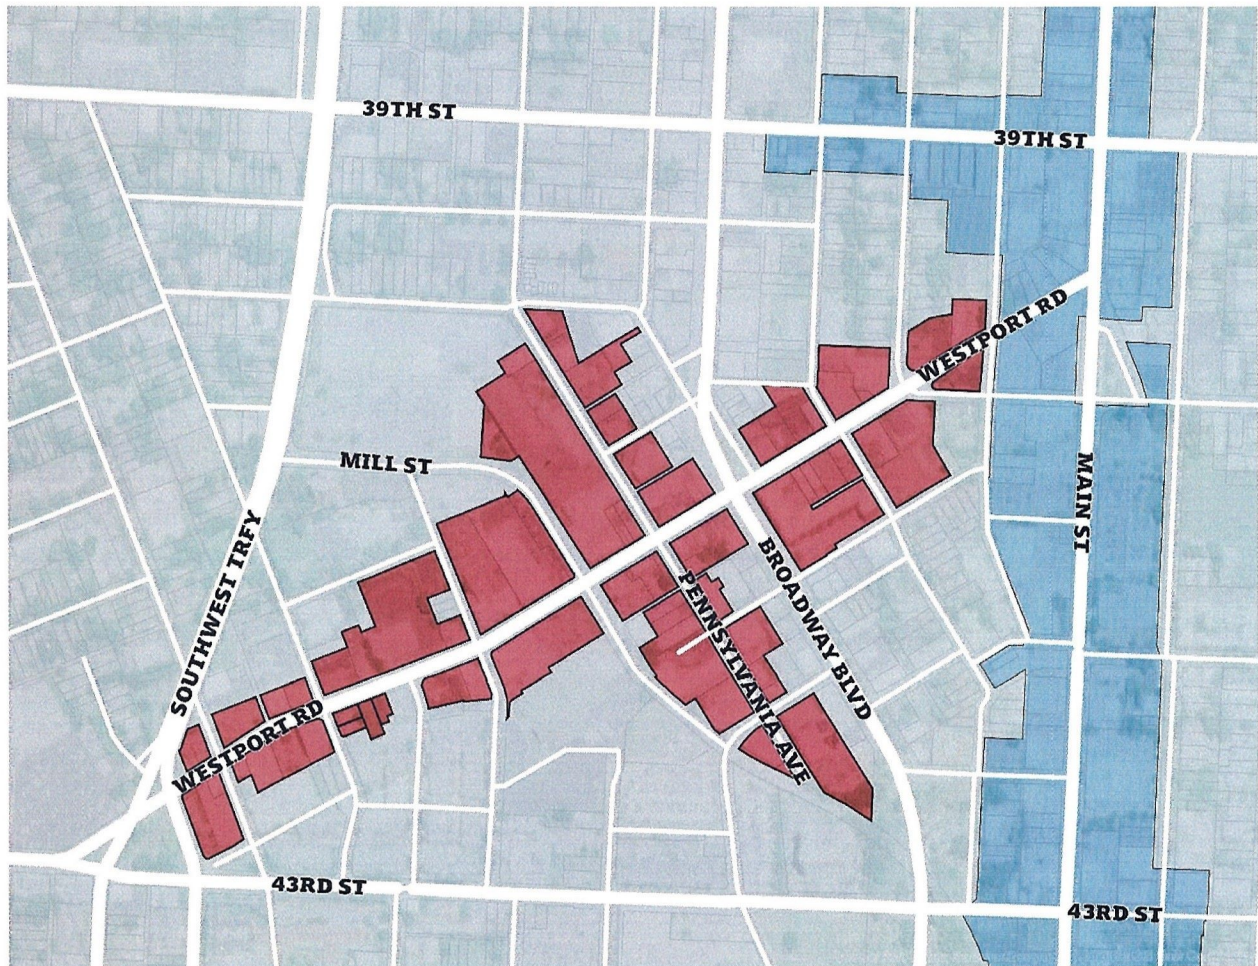 39TH ST
39TH ST
WESTPORT RD
MILL ST
MAIN ST
SOUTHWEST TRFY
BROADWAY BLVD
PENNSYLVANIA AVE
WESTPORT RD
43RD ST
43RD ST